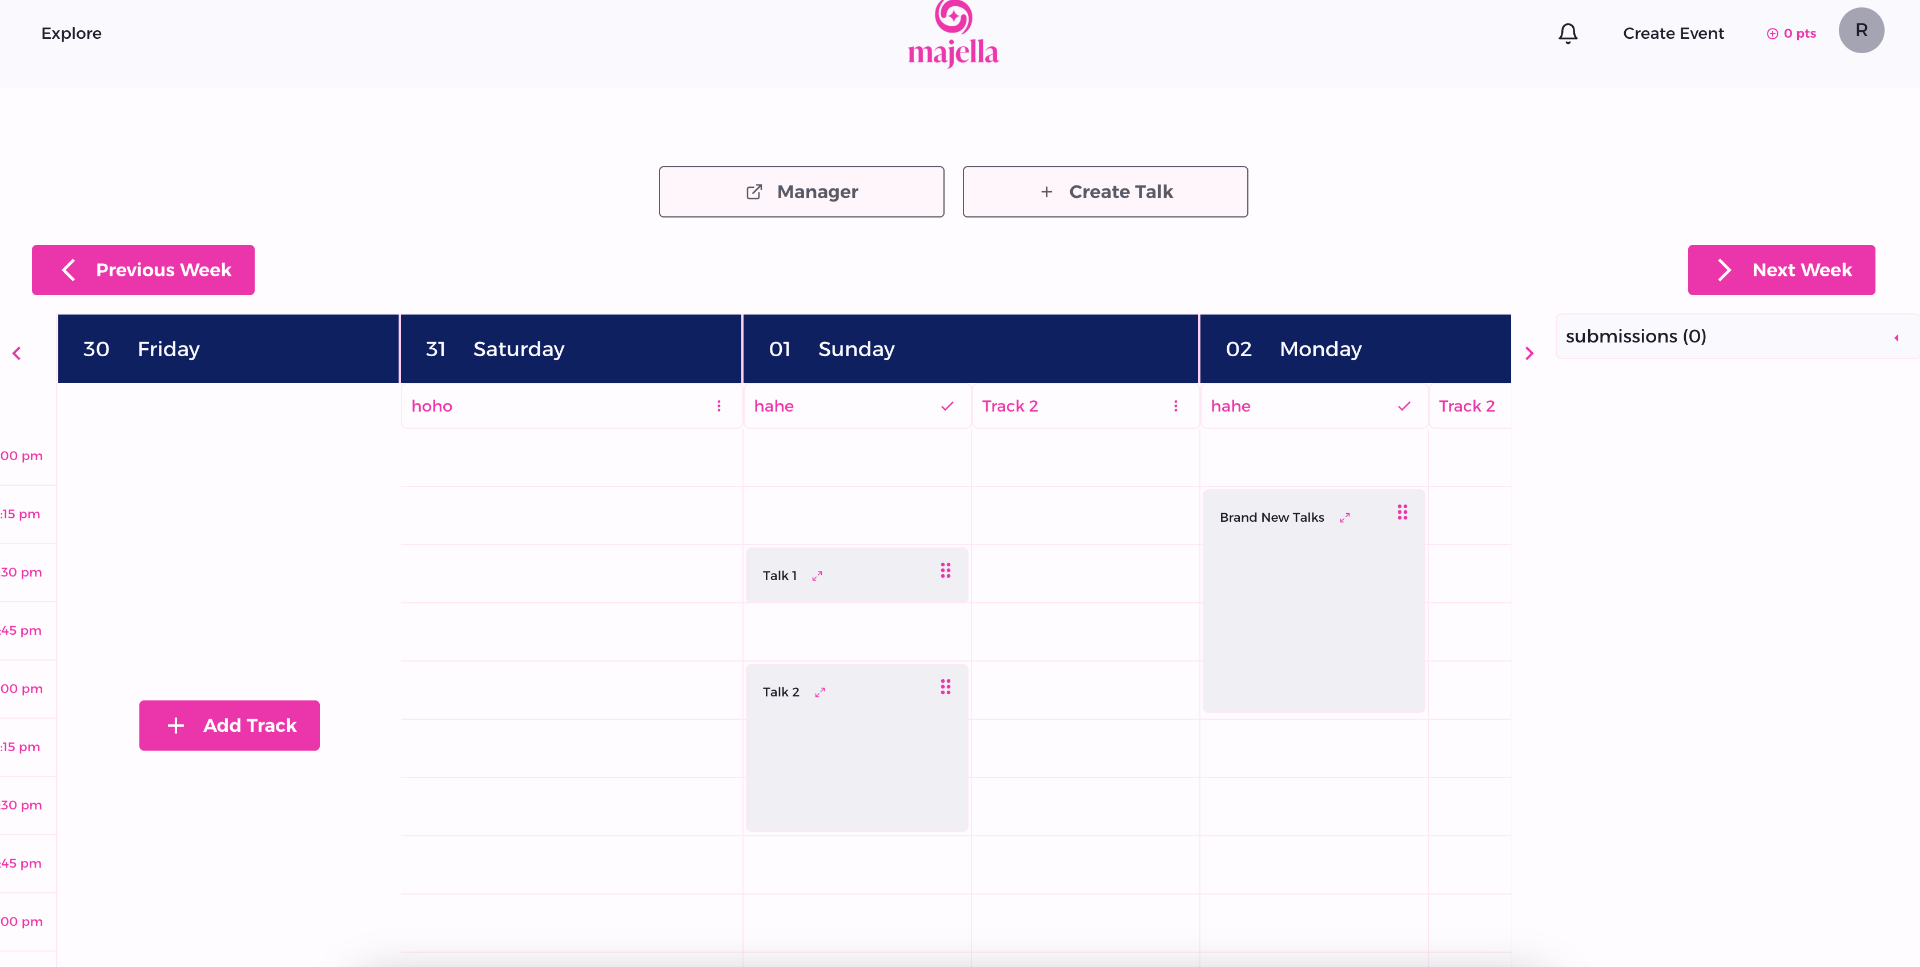 Explore
majella
Create Event
0 pts
R
Manager
Create Talk
Previous Week
Next Week
30 Friday
31 Saturday
01 Sunday
02 Monday
submissions (0)
hoho
hahe
Track 2
hahe
Track 2
00 pm
:15 pm
Brand New Talks
30 pm
Talk 1
:45 pm
00 pm
Talk 2
:15 pm
Add Track
:30 pm
:45 pm
00 pm